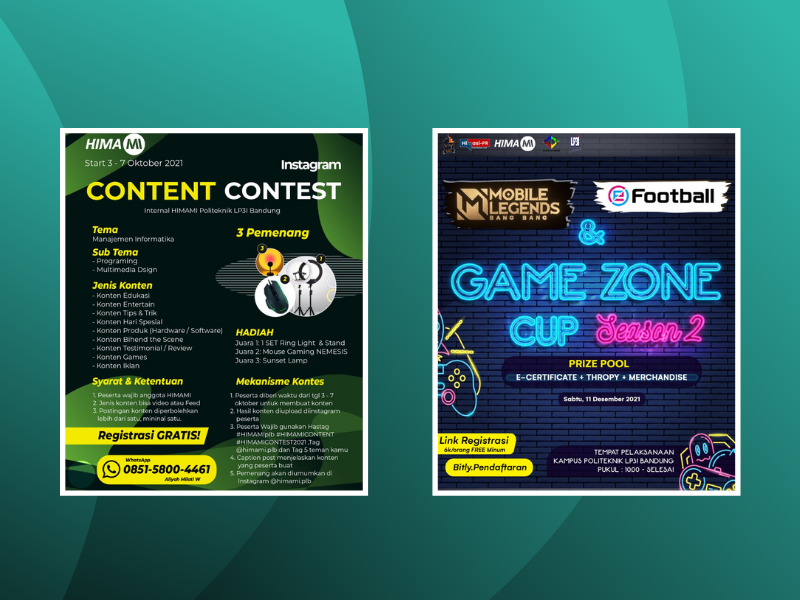 HIMA MI
Start 3 - 7 Oktober 2021
Instagram
CONTENT CONTEST
Internal HIMAMI Politeknik LP3I Bandung
Tema
Manajemen Informatika
Sub Tema
- Programing
- Multimedia Dsign
Jenis Konten
- Konten Edukasi
- Konten Entertain
- Konten Tips & Trik
- Konten Hari Spesial
- Konten Produk (Hardware / Software)
- Konten Bihend the Scene
- Konten Testimonial / Review
- Konten Games
- Konten Iklan
3 Pemenang
3
1
2
HADIAH
Juara 1: 1 SET Ring Light & Stand
Juara 2: Mouse Gaming NEMESIS
Juara 3: Sunset Lamp
Syarat & Ketentuan
1. Peserta wajib anggota HIMAMI
2. Jenis konten bisa video atau Feed
3. Postingan konten diperbolehkan
lebih dari satu, mininal satu.
Mekanisme Kontes
1. Peserta diberi waktu dari tgl 3 - 7
oktober untuk membuat konten
2. Hasil konten diupload diinstagram
peserta
3. Peserta Wajib gunakan Hastag
#HIMAMIplb #HIMAMICONTENT
#HIMAMICONTEST2021 ,Tag
@himami.plb dan Tag 5 teman kamu
4. Caption post menjelaskan konten
yang peserta buat
5. Pemenang akan diumumkan di
Instagram @himami.plb
Registrasi GRATIS!
WhatsApp
0851-5800-4461
Aliyah Milati W
HIMA MI
LP3I
MOBILE
LEGENDS
BANG BANG
eFootball
&
GAME ZONE
CUP Season 2
PRIZE POOL
E-CERTIFICATE + THROPY + MERCHANDISE
Sabtu, 11 Desember 2021
Link Registrasi
6k/orang FREE Minum
Bitly.Pendaftaran
TEMPAT PELAKSANAAN
KAMPUS POLITEKNIK LP3I BANDUNG
PUKUL : 1000 - SELESAI